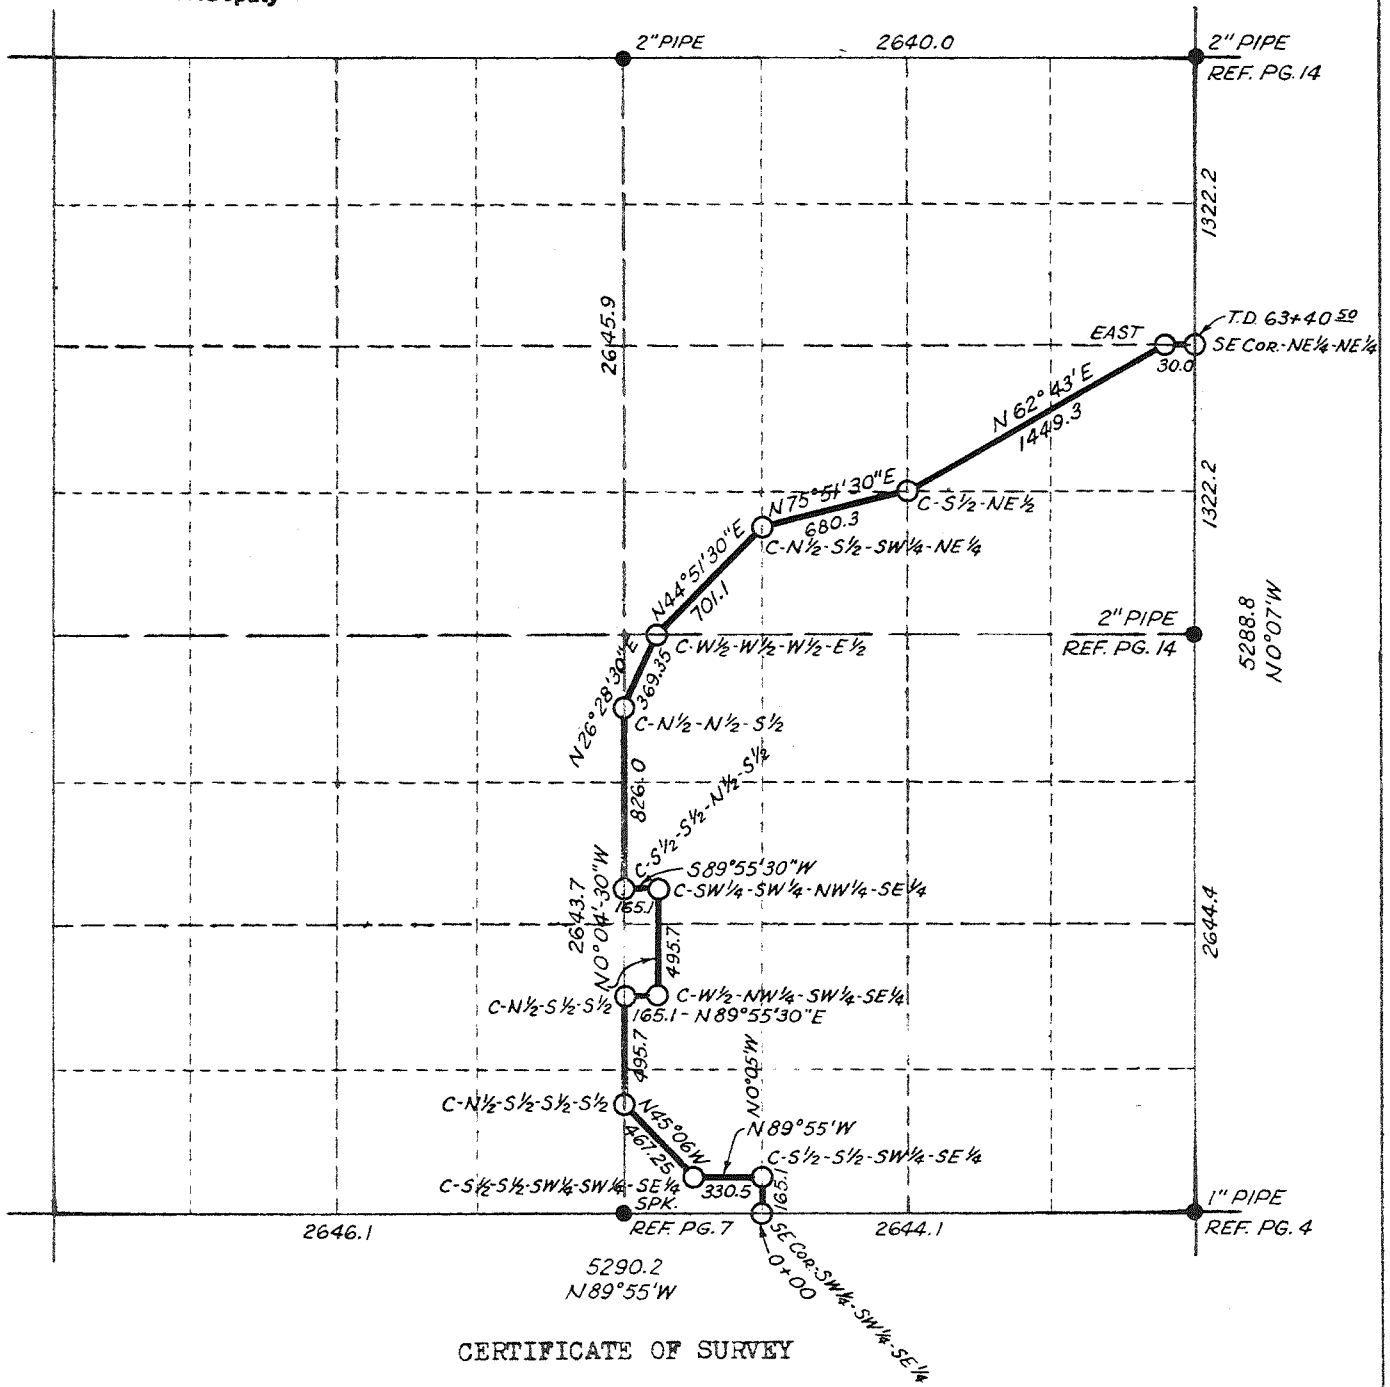 2" PIPE
2640.0
2" PIPE
REF. PG. 14
1322.2
2645.9
T.D. 63+40 50
EAST
SE COR.-NE¼-NE¼
30.0
N 62° 43' E
1449.3
1322.2
N 75° 51' 30" E
680.3
C-S½-NE½
C-N½-S½-SW¼-NE¼
N44° 51' 30" E
701.1
5288.8
N0°07'W
2" PIPE
REF. PG. 14
C-W½-W½-W½-E½
N 26° 28' 30" E
369.35
C-N½-N½-S½
826.0
C-S½-S½-N½-S½
S 89° 55' 30" W
165.1
C-SW¼-SW¼-NW¼-SE¼
2643.7
N0°04'-30"W
495.7
2644.4
C-N½-S½-S½
C-W½-NW¼-SW¼-SE¼
165.1 - N 89° 55' 30" E
495.7
N0°05'W
C-N½-S½-S½-S½
N45°06'W
467.25
N 89° 55' W
C-S½-S½-SW¼-SE¼
C-S½-S½-SW¼-SW¼-SE¼
330.5
165.1
SPK.
REF. PG. 7
1" PIPE
REF. PG. 4
2646.1
2644.1
SE COR.-SW¼-SW¼-SE¼
0+00
5290.2
N 89° 55' W
CERTIFICATE OF SURVEY